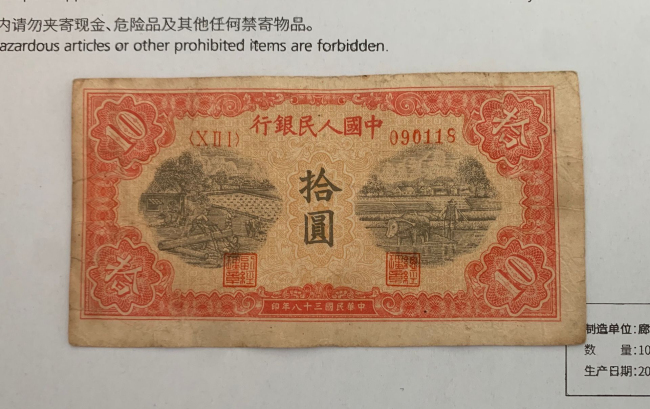 内请勿夹寄现金、危险品及其他任何禁寄物品。
azardous articles or other prohibited items are forbidden.
行銀民人國中
10
拾
〈XIII〉
090118
拾
圓
拾
10
印年八十三國民華中
制造单位:廊
数 量:10
生产日期:20